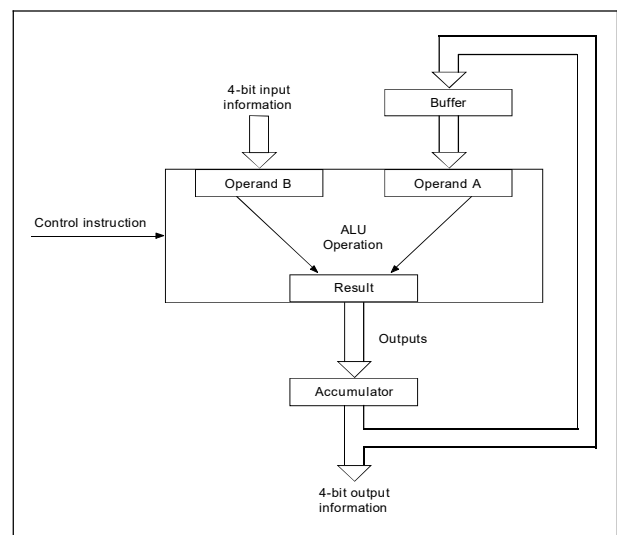 4-bit input
information
Buffer
Operand B
Operand A
Control instruction
ALU
Operation
Result
Outputs
Accumulator
4-bit output
information